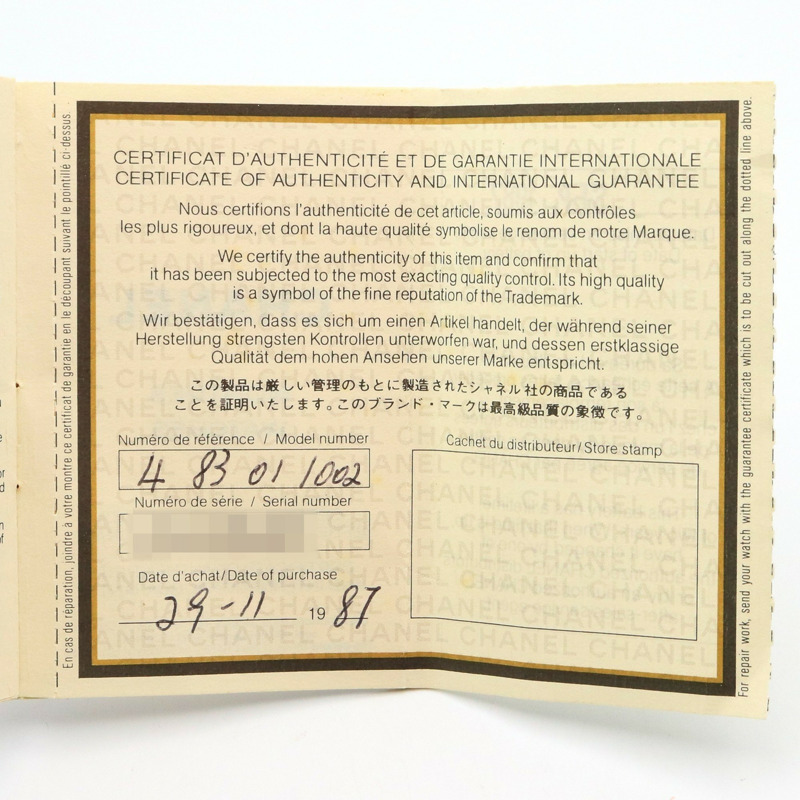 En cas de réparation, joindre à votre montre ce certificat de garantie en le découpant suivant le pointillé ci-dessus.
CERTIFICAT D'AUTHENTICITÉ ET DE GARANTIE INTERNATIONALE
CERTIFICATE OF AUTHENTICITY AND INTERNATIONAL GUARANTEE
Nous certifions l'authenticité de cet article, soumis aux contrôles
les plus rigoureux, et dont la haute qualité symbolise le renom de notre Marque.
We certify the authenticity of this item and confirm that
it has been subjected to the most exacting quality control. Its high quality
is a symbol of the fine reputation of the Trademark.
Wir bestätigen, dass es sich um einen Artikel handelt, der während seiner
Herstellung strengsten Kontrollen unterworfen war, und dessen erstklassige
Qualität dem hohen Ansehen unserer Marke entspricht.
この製品は厳しい管理のもとに製造されたシャネル社の商品である
ことを証明いたします。このブランド・マークは最高級品質の象徴です。
Numéro de référence / Model number
4 83 01 1002
Numéro de série / Serial number
Date d'achat/Date of purchase
29-11 1987
Cachet du distributeur/Store stamp
For repair work, send your watch with the guarantee certificate which is to be cut out along the dotted line above.